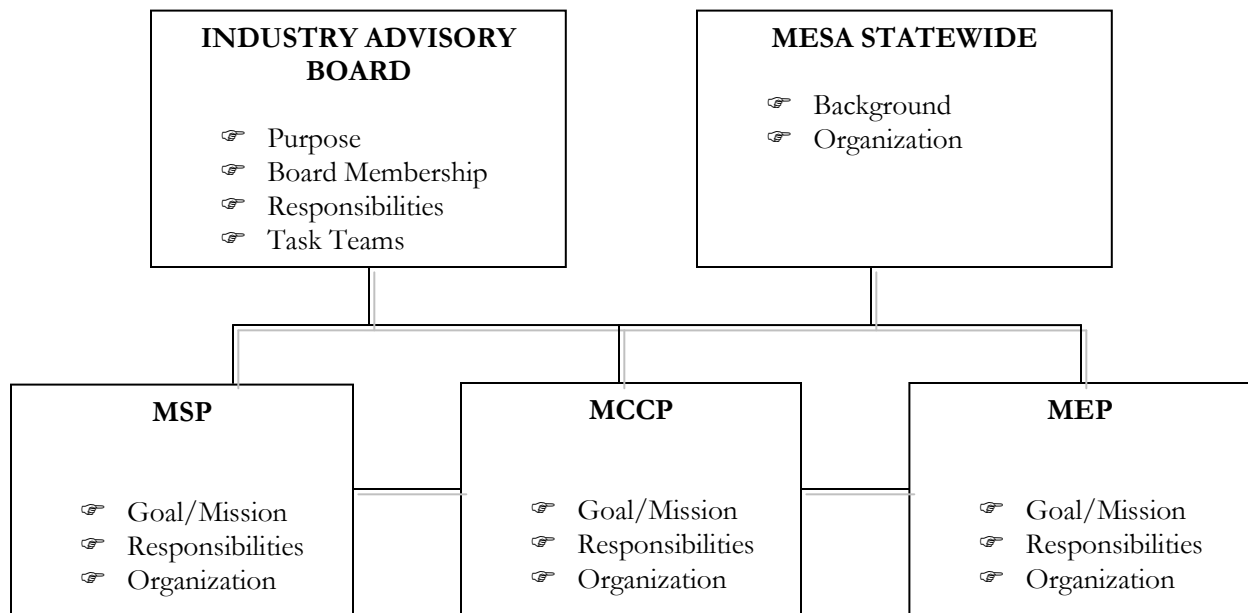 INDUSTRY ADVISORY
BOARD
☞ Purpose
☞ Board Membership
☞ Responsibilities
☞ Task Teams
MESA STATEWIDE
☞ Background
☞ Organization
MSP
☞ Goal/Mission
☞ Responsibilities
☞ Organization
MCCP
☞ Goal/Mission
☞ Responsibilities
☞ Organization
MEP
☞ Goal/Mission
☞ Responsibilities
☞ Organization